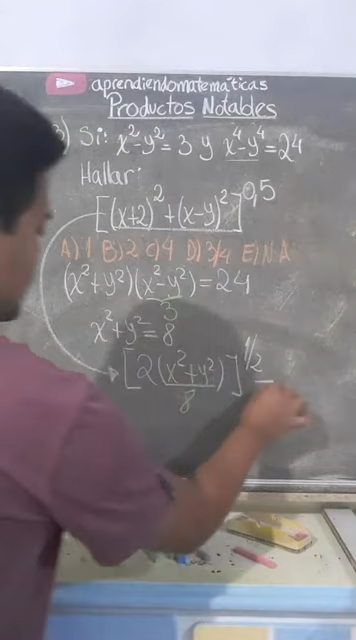 aprendiendomatemáticas
Productos Notables
3) Si: x²-y²=3 y x⁴-y⁴=24
Hallar:
[(x+2)²+(x-y)²]^0,5
A) 1 B) 2 C) 4 D) 3/4 E) N.A
(x²+y²)(x²-y²)=24
3
x²+y²=8
[2(x²+y²)]^1/2
8